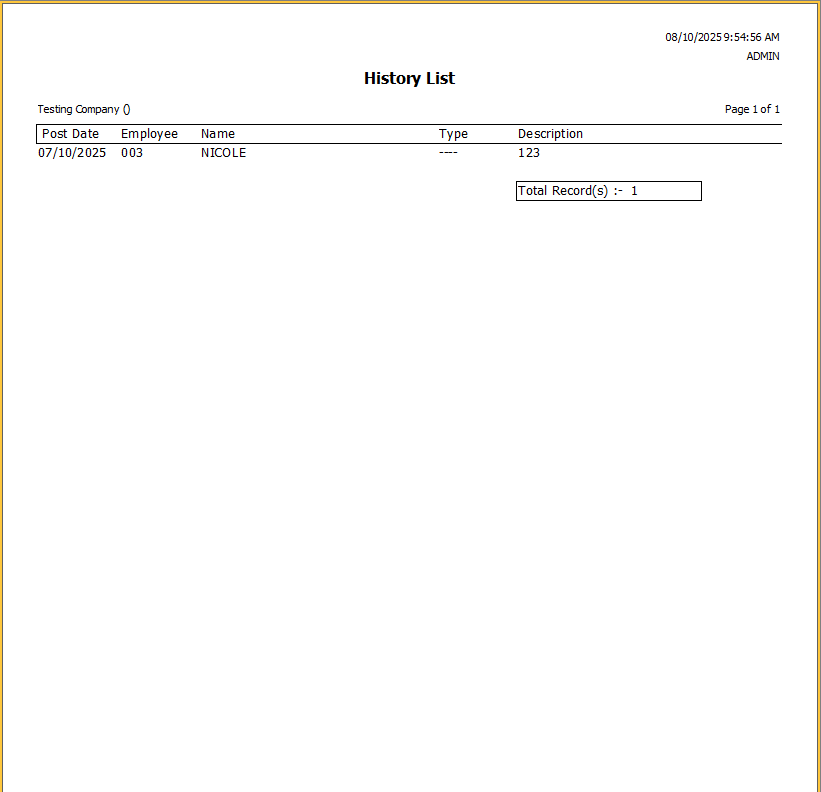 08/10/2025 9:54:56 AM
ADMIN
History List
Testing Company () Page 1 of 1
Post Date Employee Name Type Description
07/10/2025 003 NICOLE ---- 123
Total Record(s) :- 1